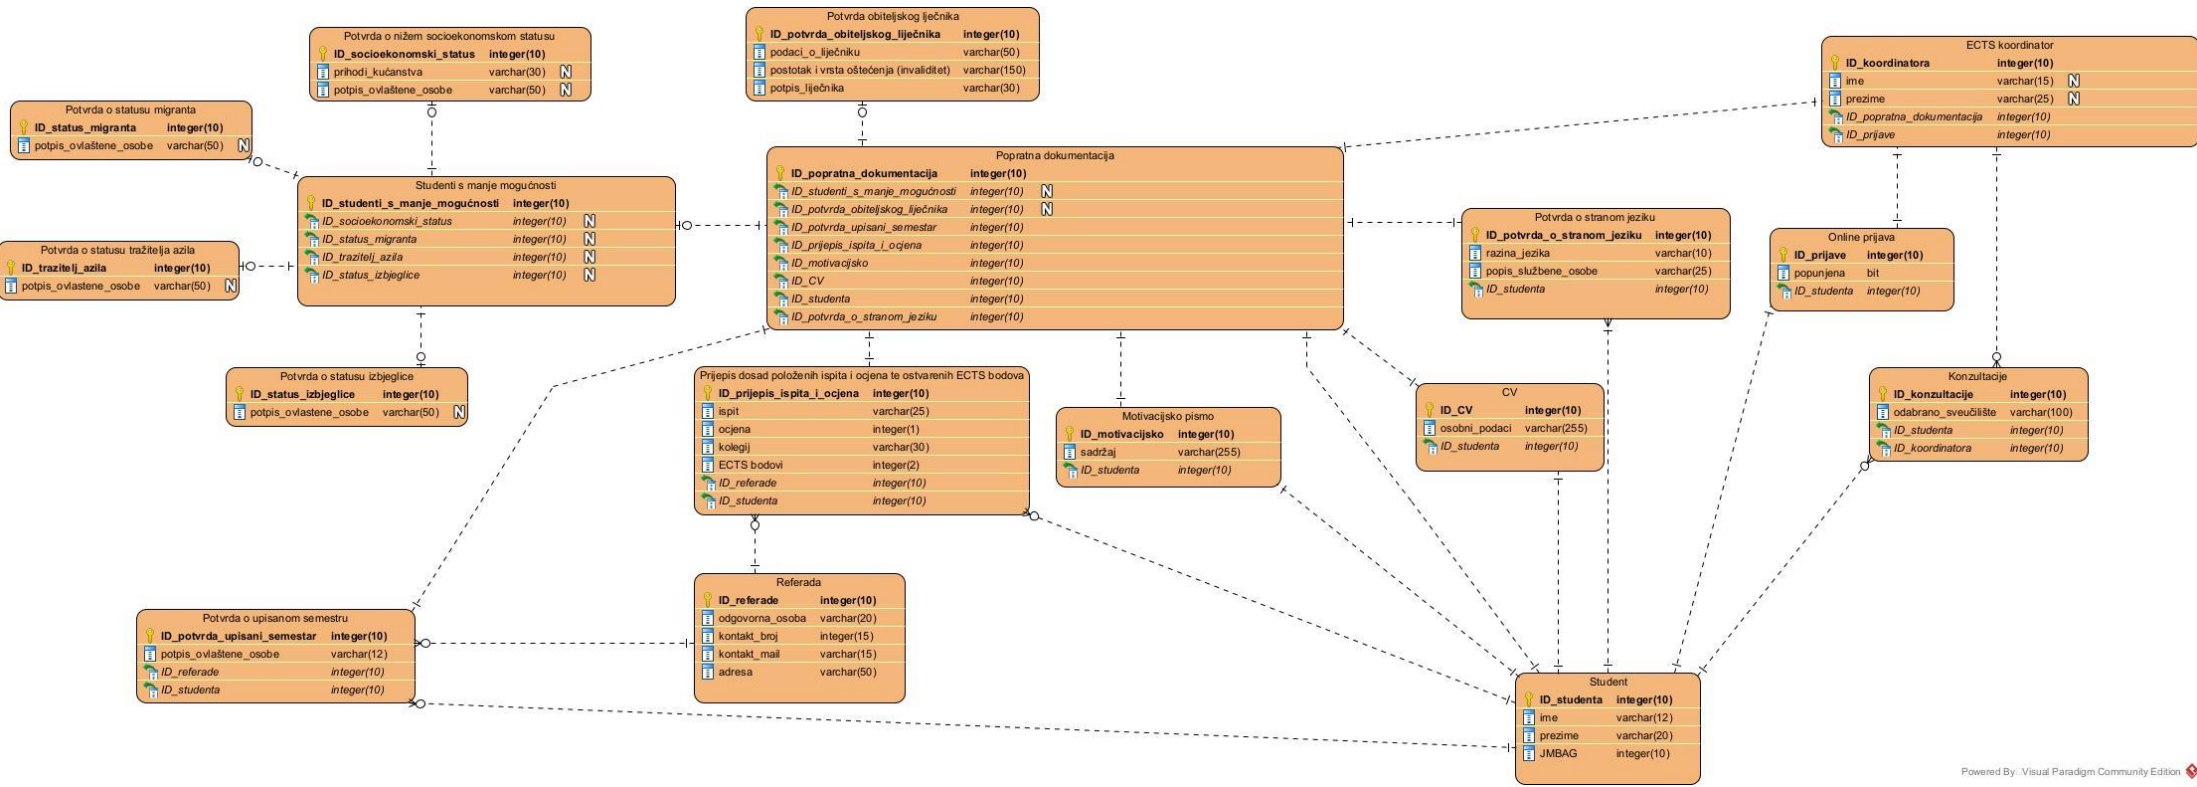 Potvrda o nižem socioekonomskom statusu
ID_socioekonomski_status integer(10)
prihodi_kućanstva varchar(30) N
potpis_ovlaštene_osobe varchar(50) N
Potvrda obiteljskog lječnika
ID_potvrda_obiteljskog_liječnika integer(10)
podaci_o_liječniku varchar(50)
postotak i vrsta oštećenja (invaliditet) varchar(150)
potpis_liječnika varchar(30)
ECTS koordinator
ID_koordinatora integer(10)
ime varchar(15) N
prezime varchar(25) N
ID_popratna_dokumentacija integer(10)
ID_prijave integer(10)
Potvrda o statusu migranta
ID_status_migranta integer(10)
potpis_ovlaštene_osobe varchar(50) N
Studenti s manje mogućnosti
ID_studenti_s_manje_mogućnosti integer(10)
ID_socioekonomski_status integer(10) N
ID_status_migranta integer(10) N
ID_trazitelj_azila integer(10) N
ID_status_izbjeglice integer(10) N
Popratna dokumentacija
ID_popratna_dokumentacija integer(10)
ID_studenti_s_manje_mogućnosti integer(10) N
ID_potvrda_obiteljskog_liječnika integer(10) N
ID_potvrda_upisani_semestar integer(10)
ID_prijepis_ispita_i_ocjena integer(10)
ID_motivacijsko integer(10)
ID_CV integer(10)
ID_studenta integer(10)
ID_potvrda_o_stranom_jeziku integer(10)
Potvrda o stranom jeziku
ID_potvrda_o_stranom_jeziku integer(10)
razina_jezika varchar(10)
popis_službene_osobe varchar(25)
ID_studenta integer(10)
Online prijava
ID_prijave integer(10)
popunjena bit
ID_studenta integer(10)
Potvrda o statusu tražitelja azila
ID_trazitelj_azila integer(10)
potpis_ovlastene_osobe varchar(50) N
Potvrda o statusu izbjeglice
ID_status_izbjeglice integer(10)
potpis_ovlastene_osobe varchar(50) N
Prijepis dosad položenih ispita i ocjena te ostvarenih ECTS bodova
ID_prijepis_ispita_i_ocjena integer(10)
ispit varchar(25)
ocjena integer(1)
kolegij varchar(30)
ECTS bodovi integer(2)
ID_referade integer(10)
ID_studenta integer(10)
Motivacijsko pismo
ID_motivacijsko integer(10)
sadržaj varchar(255)
ID_studenta integer(10)
CV
ID_CV integer(10)
osobni_podaci varchar(255)
ID_studenta integer(10)
Konzultacije
ID_konzultacije integer(10)
odabrano_sveučilište varchar(100)
ID_studenta integer(10)
ID_koordinatora integer(10)
Potvrda o upisanom semestru
ID_potvrda_upisani_semestar integer(10)
potpis_ovlaštene_osobe varchar(12)
ID_referade integer(10)
ID_studenta integer(10)
Referada
ID_referade integer(10)
odgovorna_osoba varchar(20)
kontakt_broj integer(15)
kontakt_mail varchar(15)
adresa varchar(50)
Student
ID_studenta integer(10)
ime varchar(12)
prezime varchar(20)
JMBAG integer(10)
Powered By Visual Paradigm Community Edition